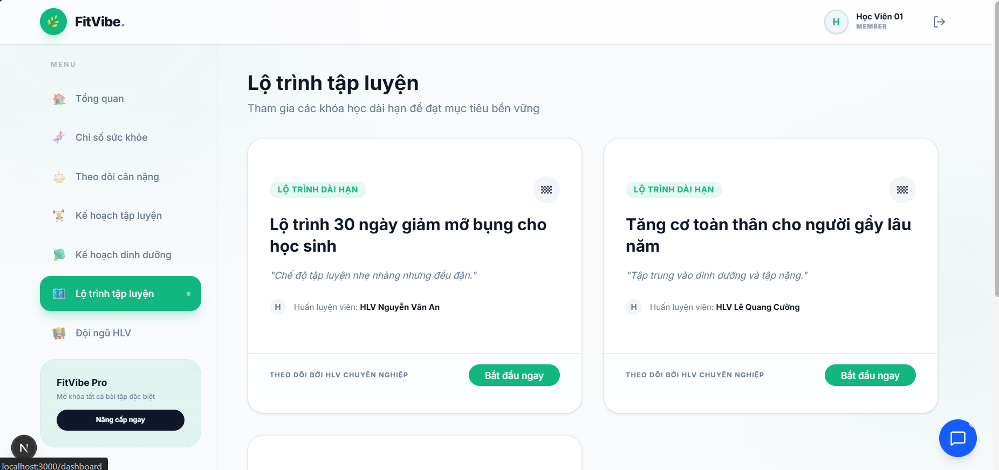 FitVibe.
H
Học Viên 01
MEMBER
MENU
Tổng quan
Chỉ số sức khỏe
Theo dõi cân nặng
Kế hoạch tập luyện
Kế hoạch dinh dưỡng
Lộ trình tập luyện
Đội ngũ HLV
FitVibe Pro
Mở khóa tất cả bài tập đặc biệt
Nâng cấp ngay
N
localhost:3000/dashboard
Lộ trình tập luyện
Tham gia các khóa học dài hạn để đạt mục tiêu bền vững
LỘ TRÌNH DÀI HẠN
Lộ trình 30 ngày giảm mỡ bụng cho
học sinh
"Chế độ tập luyện nhẹ nhàng nhưng đều đặn."
H
Huấn luyện viên: HLV Nguyễn Văn An
THEO DÕI BỞI HLV CHUYÊN NGHIỆP
Bắt đầu ngay
LỘ TRÌNH DÀI HẠN
Tăng cơ toàn thân cho người gầy lâu
năm
"Tập trung vào dinh dưỡng và tập nặng."
H
Huấn luyện viên: HLV Lê Quang Cường
THEO DÕI BỞI HLV CHUYÊN NGHIỆP
Bắt đầu ngay